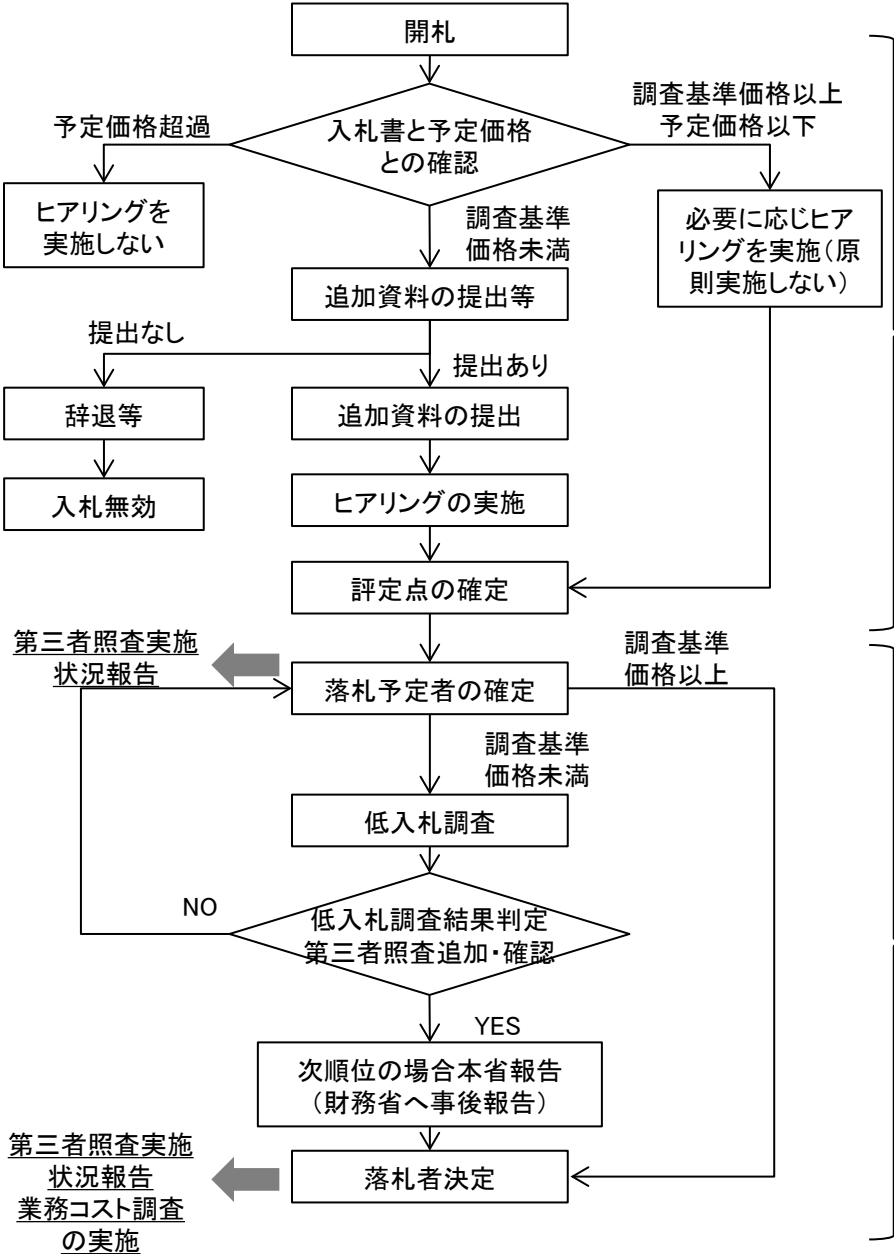 開札
予定価格超過
入札書と予定価格
との確認
調査基準価格以上
予定価格以下
ヒアリングを
実施しない
調査基準
価格未満
必要に応じヒア
リングを実施（原
則実施しない）
追加資料の提出等
提出なし
提出あり
辞退等
追加資料の提出
入札無効
ヒアリングの実施
評定点の確定
第三者照査実施
状況報告
落札予定者の確定
調査基準
価格以上
調査基準
価格未満
低入札調査
NO
低入札調査結果判定
第三者照査追加・確認
YES
次順位の場合本省報告
（財務省へ事後報告）
第三者照査実施
状況報告
業務コスト調査
の実施
落札者決定